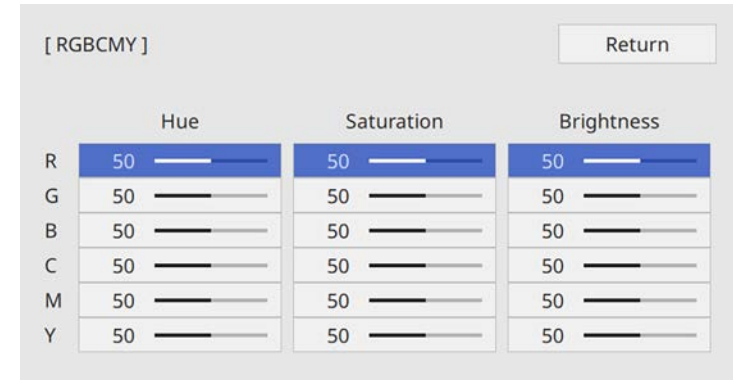 [ RGBCMY ] Return
Hue Saturation Brightness
R 50 50 50
G 50 50 50
B 50 50 50
C 50 50 50
M 50 50 50
Y 50 50 50